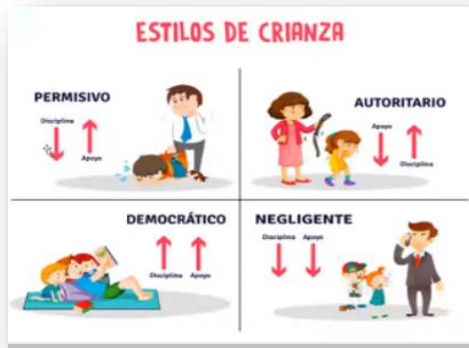 ESTILOS DE CRIANZA
PERMISIVO
Disciplina
Apoyo
AUTORITARIO
Apoyo
Disciplina
DEMOCRÁTICO
Disciplina Apoyo
NEGLIGENTE
Disciplina Apoyo